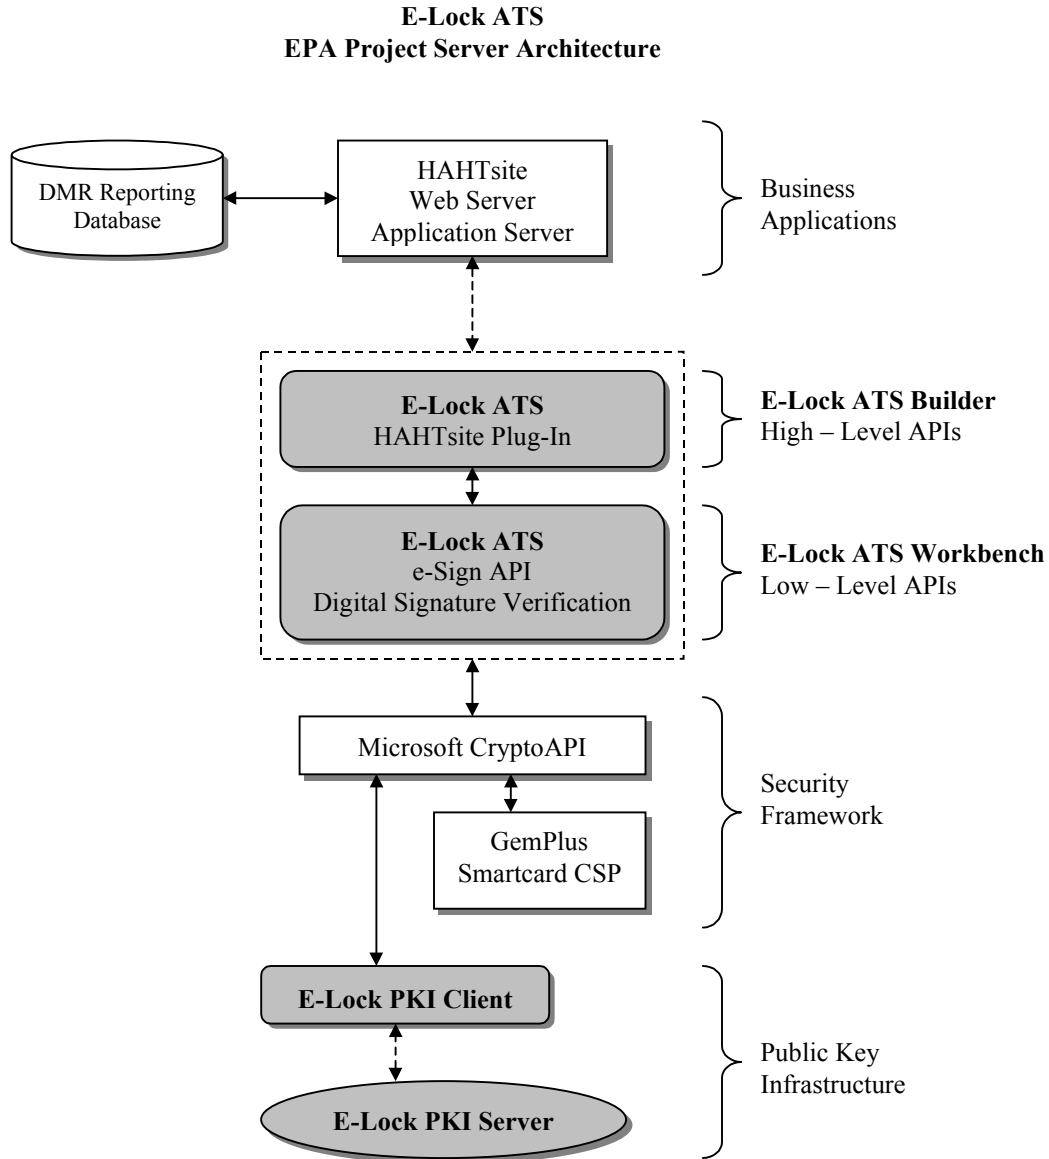 E-Lock ATS
EPA Project Server Architecture
DMR Reporting
Database
HAHTsite
Web Server
Application Server
Business
Applications
E-Lock ATS
HAHTsite Plug-In
E-Lock ATS Builder
High – Level APIs
E-Lock ATS
e-Sign API
Digital Signature Verification
E-Lock ATS Workbench
Low – Level APIs
Microsoft CryptoAPI
GemPlus
Smartcard CSP
Security
Framework
E-Lock PKI Client
E-Lock PKI Server
Public Key
Infrastructure